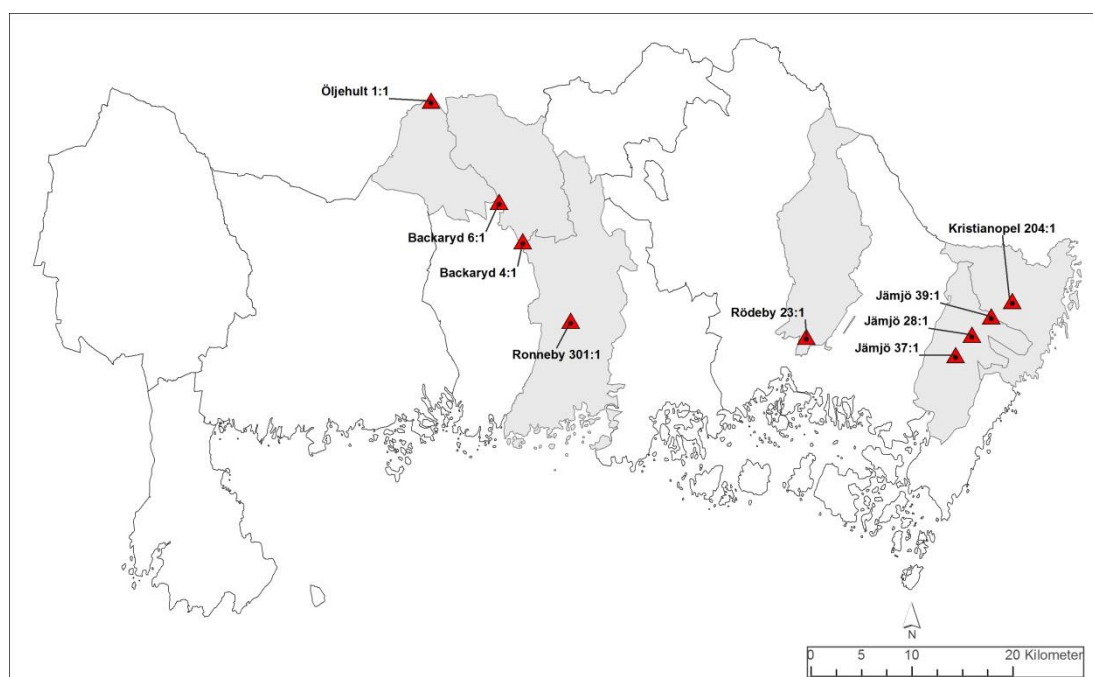 Öljehult 1:1
Backaryd 6:1
Kristianopel 204:1
Backaryd 4:1
Jämjö 39:1
Rödeby 23:1
Jämjö 28:1
Ronneby 301:1
Jämjö 37:1
N
0 5 10 20 Kilometer